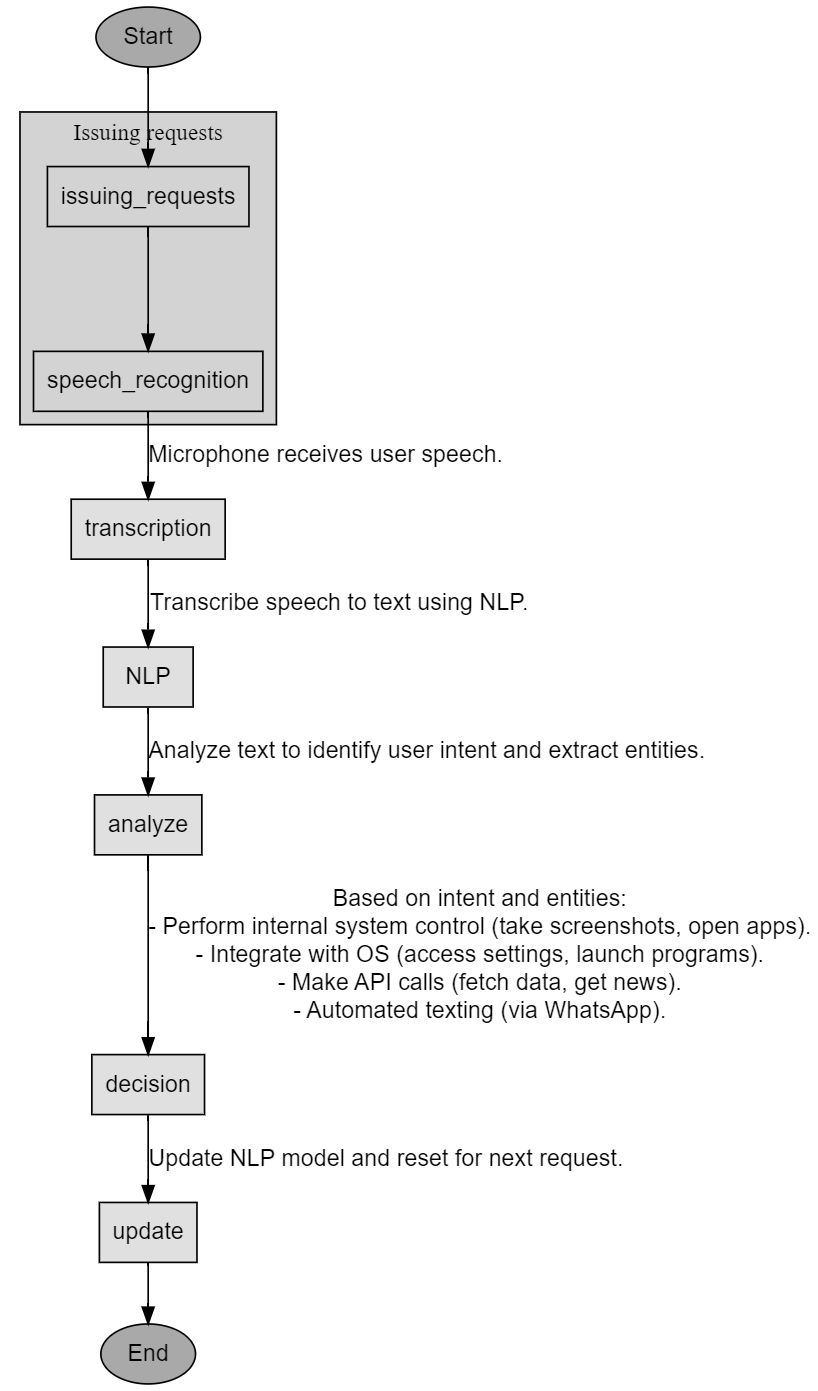 Start
Issuing requests
issuing_requests
speech_recognition
Microphone receives user speech.
transcription
Transcribe speech to text using NLP.
NLP
Analyze text to identify user intent and extract entities.
analyze
Based on intent and entities:
- Perform internal system control (take screenshots, open apps).
- Integrate with OS (access settings, launch programs).
- Make API calls (fetch data, get news).
- Automated texting (via WhatsApp).
decision
Update NLP model and reset for next request.
update
End